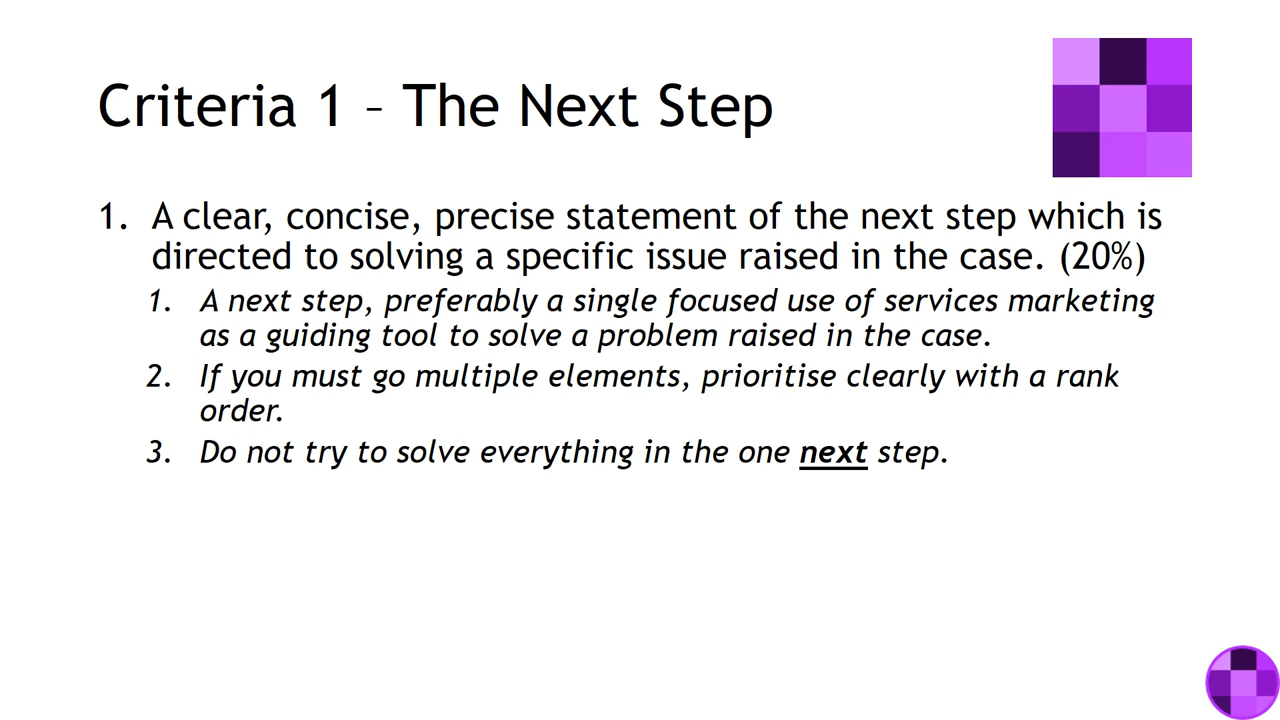 Criteria 1 – The Next Step
1. A clear, concise, precise statement of the next step which is
directed to solving a specific issue raised in the case. (20%)
1. A next step, preferably a single focused use of services marketing
as a guiding tool to solve a problem raised in the case.
2. If you must go multiple elements, prioritise clearly with a rank
order.
3. Do not try to solve everything in the one next step.